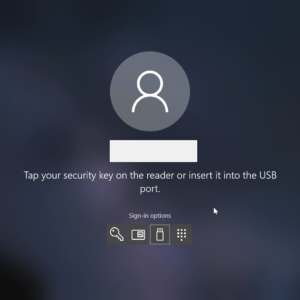 Tap your security key on the reader or insert it into the USB
port.
Sign-in options